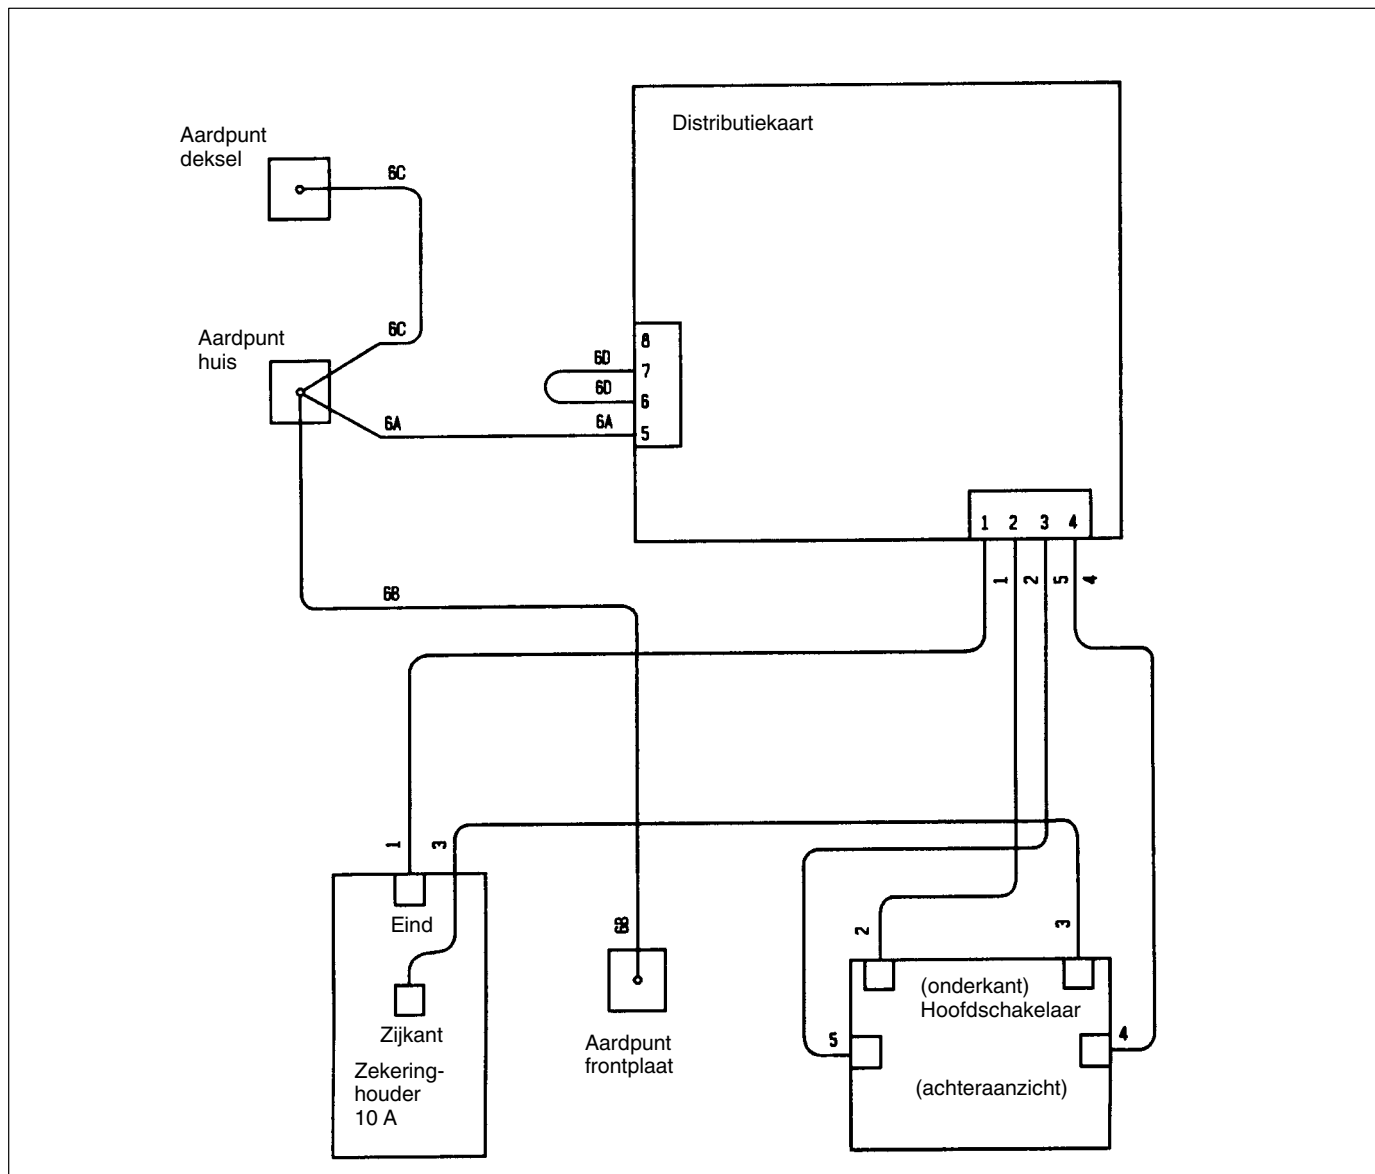 Distributiekaart
Aardpunt
deksel
6C
6C
Aardpunt
huis
8
6D
7
6D
6
6A
6A
5
1 2 3 4
1 2 5 4
6B
1
3
Eind
6B
2
3
(onderkant)
Hoofdschakelaar
Zijkant
5
4
Aardpunt
frontplaat
Zekering-
houder
10 A
(achteraanzicht)